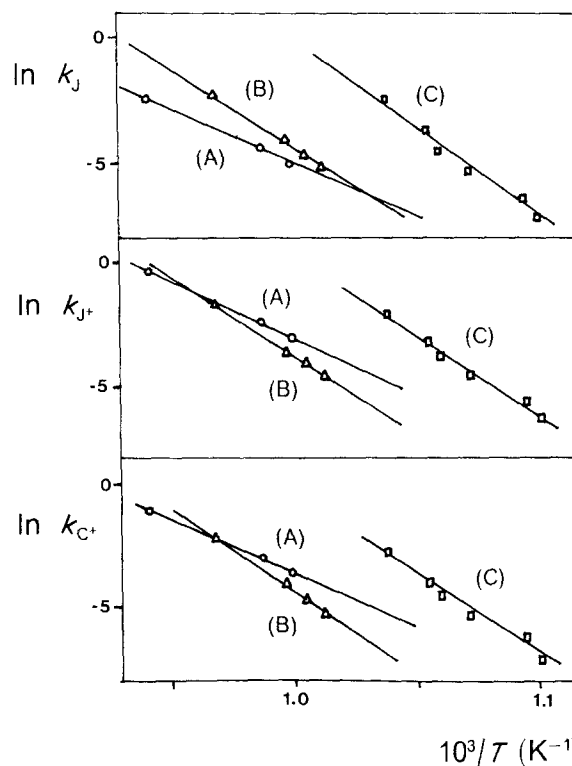 0
ln k_J
(B)
(C)
(A)
-5
0
ln k_J+
(A)
(C)
(B)
-5
0
ln k_C+
(A)
(C)
(B)
-5
1.0
1.1
10³/T (K⁻¹